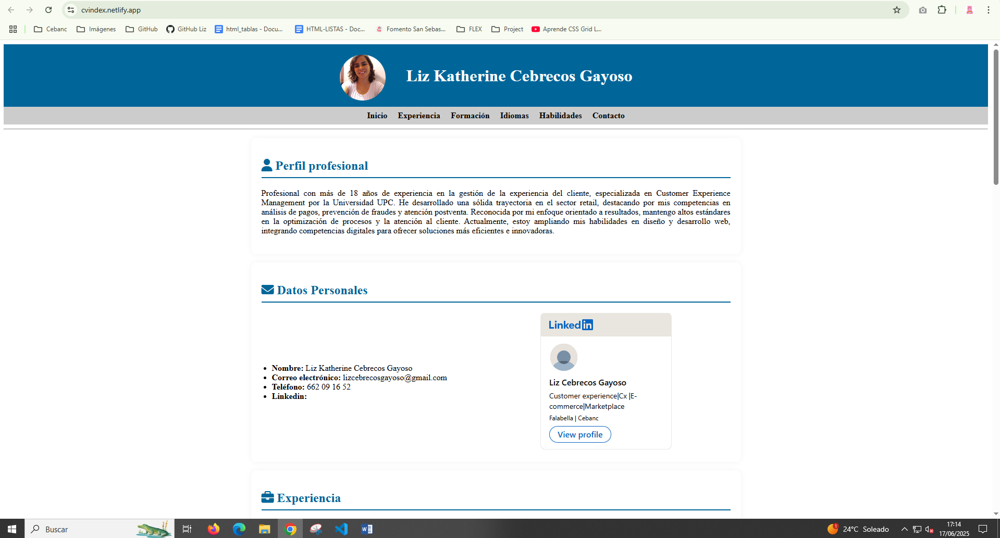 cvindex.netlify.app
Cebanc Imágenes GitHub GitHub Liz html_tablas - Docu... HTML-LISTAS - Doc... Fomento San Sebas... FLEX Project Aprende CSS Grid L...
Liz Katherine Cebrecos Gayoso
Inicio Experiencia Formación Idiomas Habilidades Contacto
Perfil profesional
Profesional con más de 18 años de experiencia en la gestión de la experiencia del cliente, especializada en Customer Experience
Management por la Universidad UPC. He desarrollado una sólida trayectoria en el sector retail, destacando por mis competencias en
análisis de pagos, prevención de fraudes y atención postventa. Reconocida por mi enfoque orientado a resultados, mantengo altos estándares
en la optimización de procesos y la atención al cliente. Actualmente, estoy ampliando mis habilidades en diseño y desarrollo web,
integrando competencias digitales para ofrecer soluciones más eficientes e innovadoras.
Datos Personales
Nombre: Liz Katherine Cebrecos Gayoso
Correo electrónico: lizcebrecosgayoso@gmail.com
Teléfono: 662 09 16 52
Linkedin:
Linkedin
Liz Cebrecos Gayoso
Customer experience|Cx |E-
commerce|Marketplace
Falabella | Cebanc
View profile
Experiencia
Buscar
1
24°C Soleado
17:14
17/06/2025